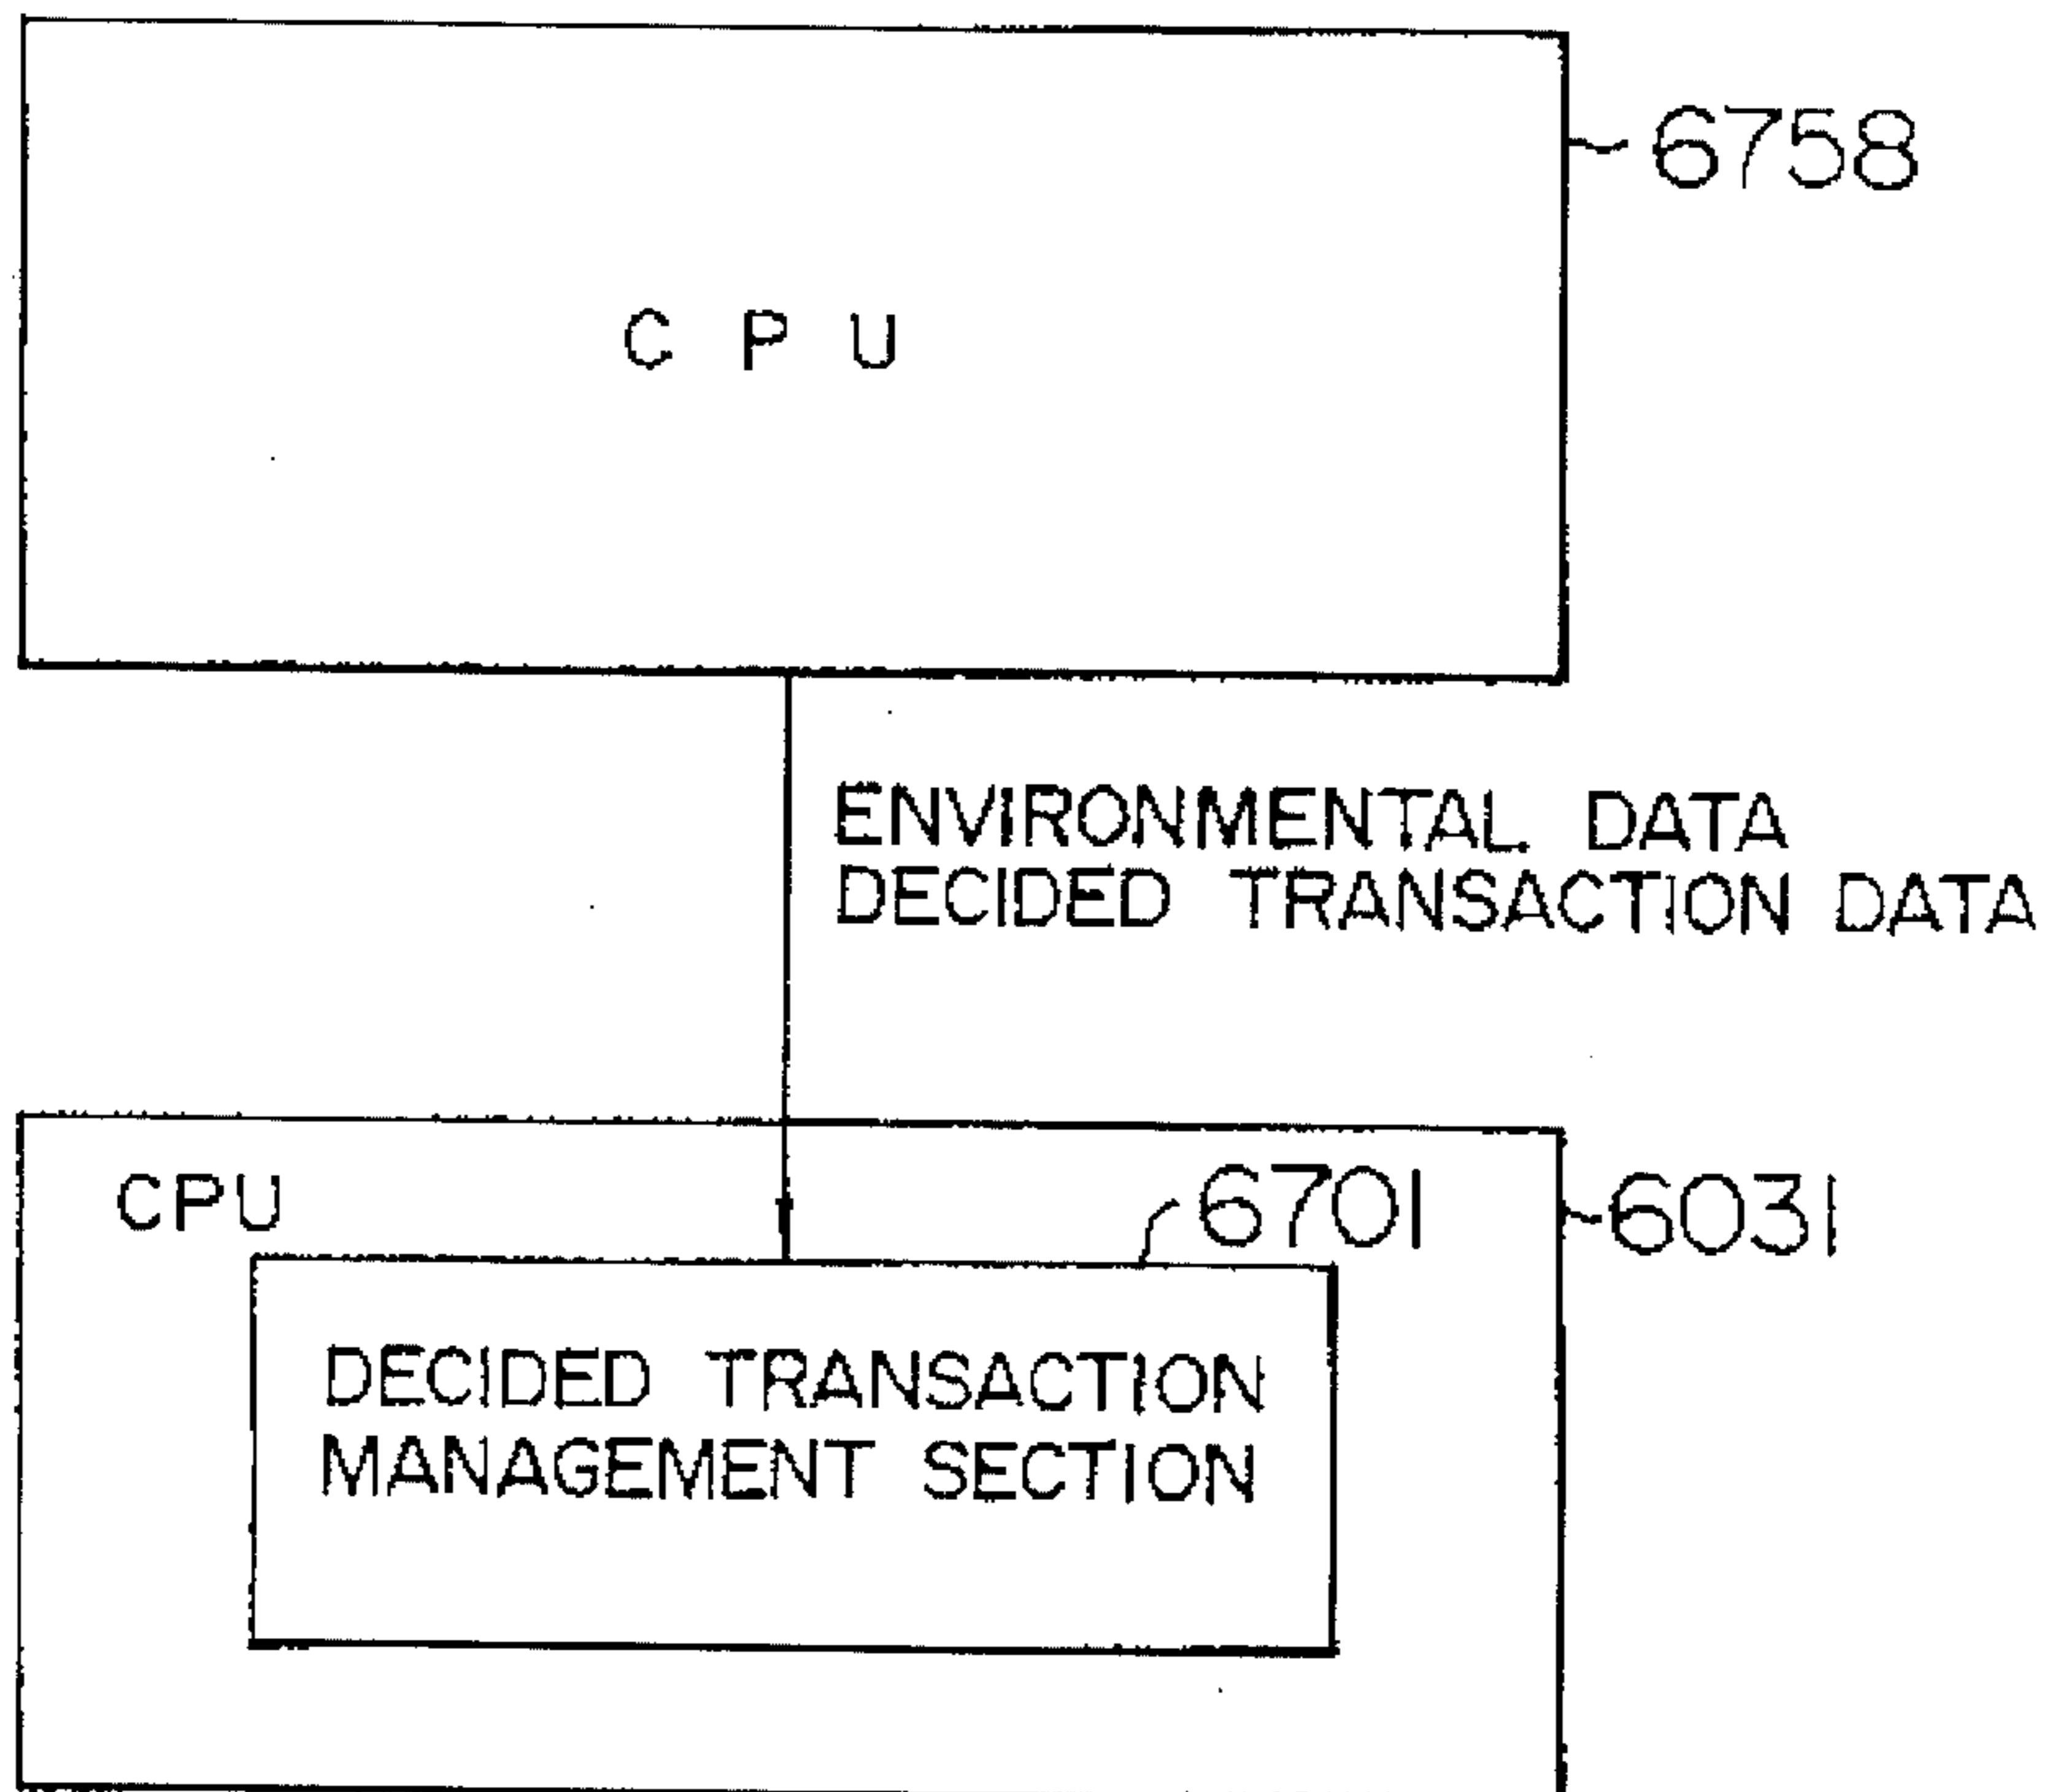 6758
C P U
ENVIRONMENTAL DATA
DECIDED TRANSACTION DATA
CPU
6701
6031
DECIDED TRANSACTION
MANAGEMENT SECTION